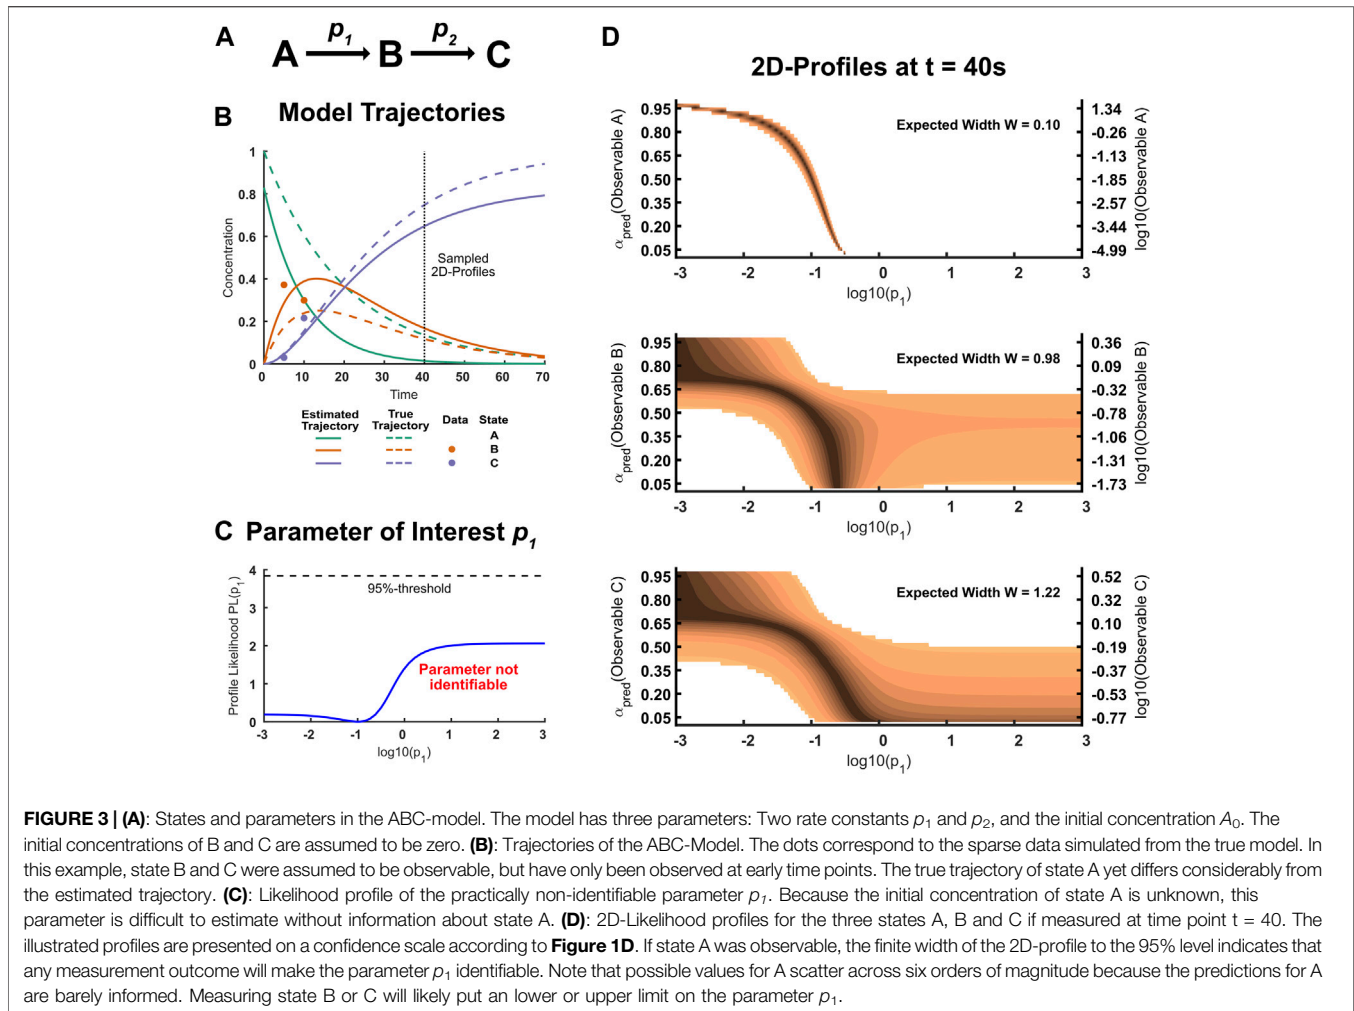 A
A p1 B p2 C
B
Model Trajectories
Concentration
1
0.8
0.6
0.4
0.2
0
0 10 20 30 40 50 60 70
Time
Sampled
2D-Profiles
Estimated Trajectory True Trajectory Data State
A
B
C
C Parameter of Interest p1
Profile Likelihood PL(p1)
4
3
2
1
0
95%-threshold
Parameter not
identifiable
-3 -2 -1 0 1 2 3
log10(p1)
D
2D-Profiles at t = 40s
αpred(Observable A)
0.95
0.80
0.65
0.50
0.35
0.20
0.05
Expected Width W = 0.10
1.34
-0.26
-1.13
-1.85
-2.57
-3.44
-4.99
log10(Observable A)
-3 -2 -1 0 1 2 3
log10(p1)
αpred(Observable B)
0.95
0.80
0.65
0.50
0.35
0.20
0.05
Expected Width W = 0.98
0.36
0.09
-0.32
-0.78
-1.06
-1.31
-1.73
log10(Observable B)
-3 -2 -1 0 1 2 3
log10(p1)
αpred(Observable C)
0.95
0.80
0.65
0.50
0.35
0.20
0.05
Expected Width W = 1.22
0.52
0.32
0.10
-0.19
-0.37
-0.53
-0.77
log10(Observable C)
-3 -2 -1 0 1 2 3
log10(p1)
FIGURE 3 | (A): States and parameters in the ABC-model. The model has three parameters: Two rate constants p1 and p2, and the initial concentration A0. The
initial concentrations of B and C are assumed to be zero. (B): Trajectories of the ABC-Model. The dots correspond to the sparse data simulated from the true model. In
this example, state B and C were assumed to be observable, but have only been observed at early time points. The true trajectory of state A yet differs considerably from
the estimated trajectory. (C): Likelihood profile of the practically non-identifiable parameter p1. Because the initial concentration of state A is unknown, this
parameter is difficult to estimate without information about state A. (D): 2D-Likelihood profiles for the three states A, B and C if measured at time point t = 40. The
illustrated profiles are presented on a confidence scale according to Figure 1D. If state A was observable, the finite width of the 2D-profile to the 95% level indicates that
any measurement outcome will make the parameter p1 identifiable. Note that possible values for A scatter across six orders of magnitude because the predictions for A
are barely informed. Measuring state B or C will likely put an lower or upper limit on the parameter p1.